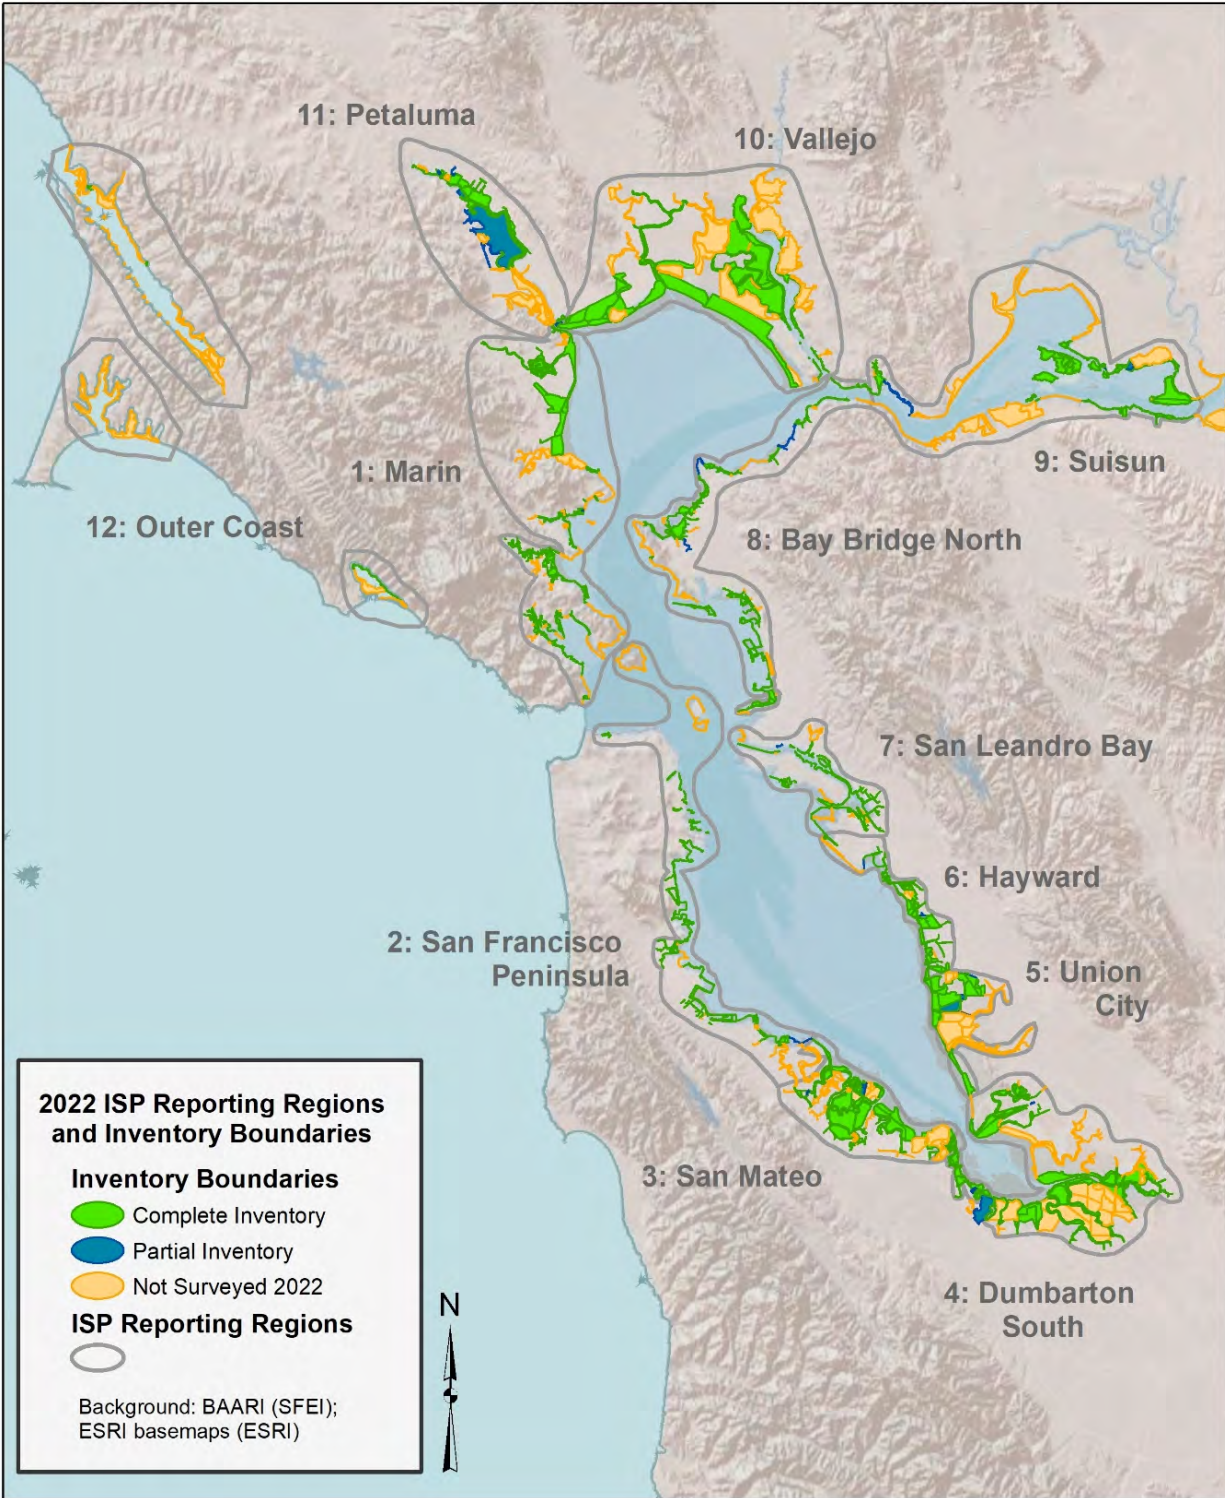 11: Petaluma
10: Vallejo
1: Marin
9: Suisun
12: Outer Coast
8: Bay Bridge North
7: San Leandro Bay
6: Hayward
2: San Francisco
Peninsula
5: Union
City
3: San Mateo
4: Dumbarton
South
2022 ISP Reporting Regions
and Inventory Boundaries
Inventory Boundaries
Complete Inventory
Partial Inventory
Not Surveyed 2022
ISP Reporting Regions
Background: BAARI (SFEI);
ESRI basemaps (ESRI)
N